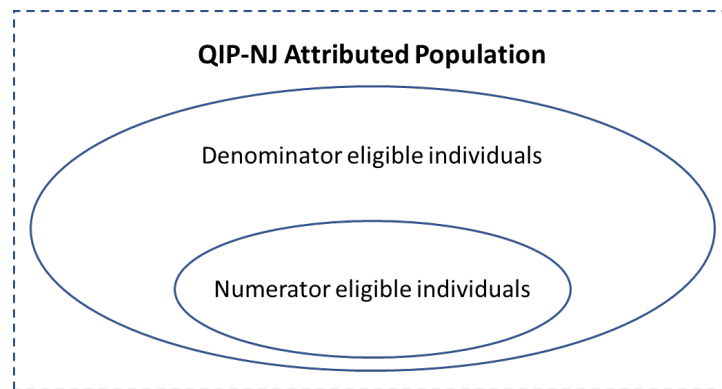 QIP-NJ Attributed Population
Denominator eligible individuals
Numerator eligible individuals